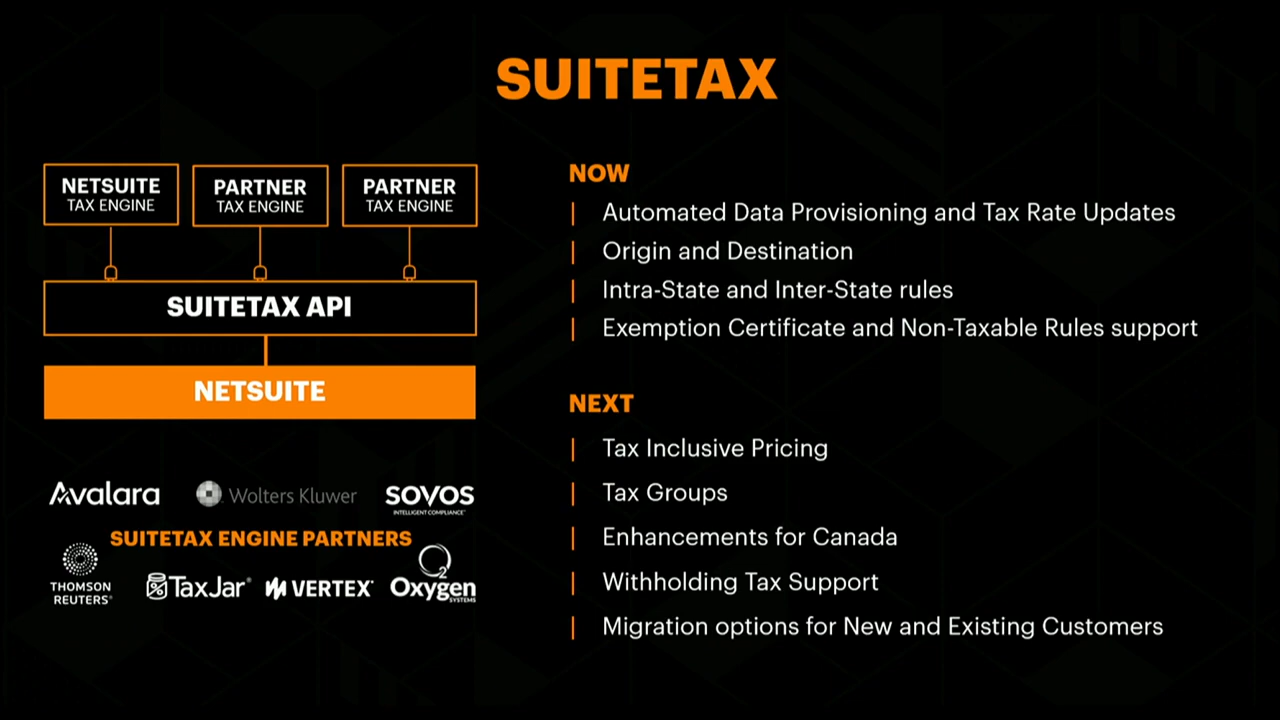 SUITETAX
NETSUITE
TAX ENGINE
PARTNER
TAX ENGINE
PARTNER
TAX ENGINE
SUITETAX API
NETSUITE
Avalara
Wolters Kluwer
SOVOS
INTELLIGENT COMPLIANCE™
SUITETAX ENGINE PARTNERS
THOMSON
REUTERS®
TaxJar®
VERTEX®
O2
Oxygen
SYSTEMS
NOW
Automated Data Provisioning and Tax Rate Updates
Origin and Destination
Intra-State and Inter-State rules
Exemption Certificate and Non-Taxable Rules support
NEXT
Tax Inclusive Pricing
Tax Groups
Enhancements for Canada
Withholding Tax Support
Migration options for New and Existing Customers